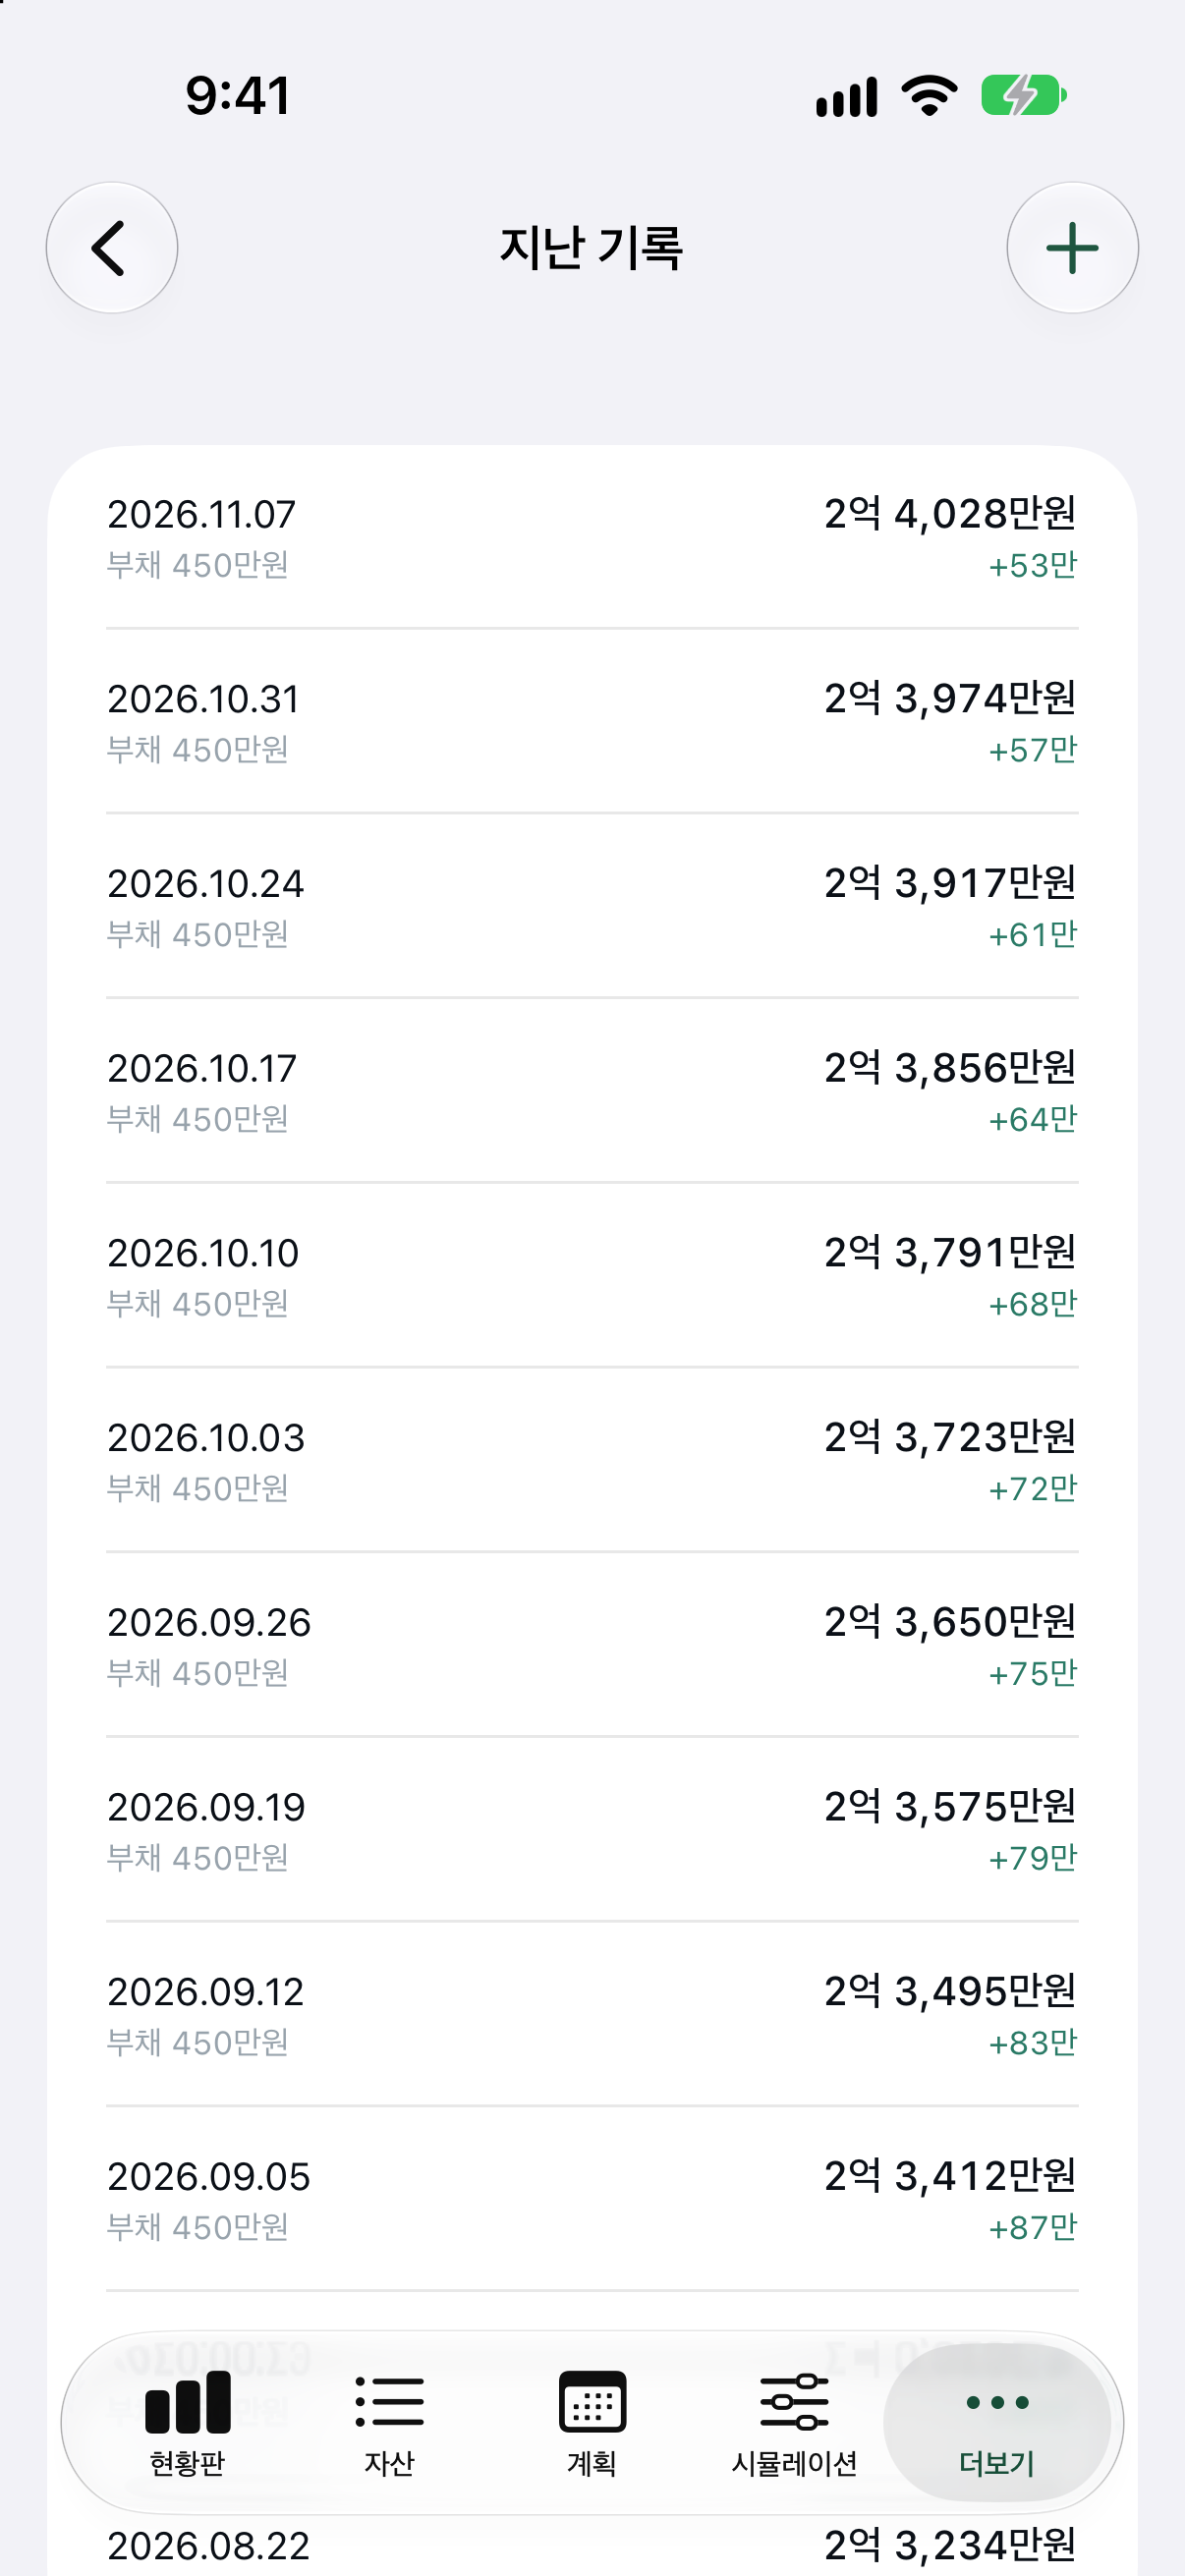 9:41
지난 기록
2026.11.07 2억 4,028만원
부채 450만원 +53만
2026.10.31 2억 3,974만원
부채 450만원 +57만
2026.10.24 2억 3,917만원
부채 450만원 +61만
2026.10.17 2억 3,856만원
부채 450만원 +64만
2026.10.10 2억 3,791만원
부채 450만원 +68만
2026.10.03 2억 3,723만원
부채 450만원 +72만
2026.09.26 2억 3,650만원
부채 450만원 +75만
2026.09.19 2억 3,575만원
부채 450만원 +79만
2026.09.12 2억 3,495만원
부채 450만원 +83만
2026.09.05 2억 3,412만원
부채 450만원 +87만
현황판 자산 계획 시뮬레이션 더보기
2026.08.22 2억 3,234만원